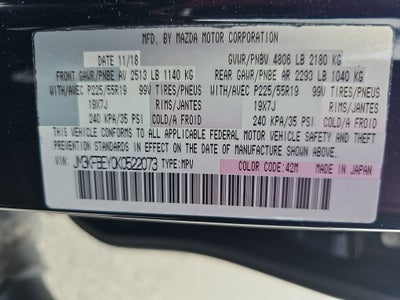 MFD. BY MAZDA MOTOR CORPORATION
DATE 11/18 GVWR/PNBV 4806 LB 2180 KG
FRONT GAWR/PNBE AV 2513 LB 1140 KG REAR GAWR/PNBE AR 2293 LB 1040 KG
WITH/AVEC P225/55R19 99V TIRES/PNEUS WITH/AVEC P225/55R19 99V TIRES/PNEUS
19X7J RIMS/JANTES 19X7J RIMS/JANTES
240 KPA/35 PSI COLD/A FROID 240 KPA/35 PSI COLD/A FROID
THIS VEHICLE CONFORMS TO ALL APPLICABLE FEDERAL MOTOR VEHICLE SAFETY AND THEFT
PREVENTION STANDARDS IN EFFECT ON THE DATE OF MANUFACTURE SHOWN ABOVE.
JM3KFBEY0K0522073 TYPE:MPV COLOR CODE:42M MADE IN JAPAN